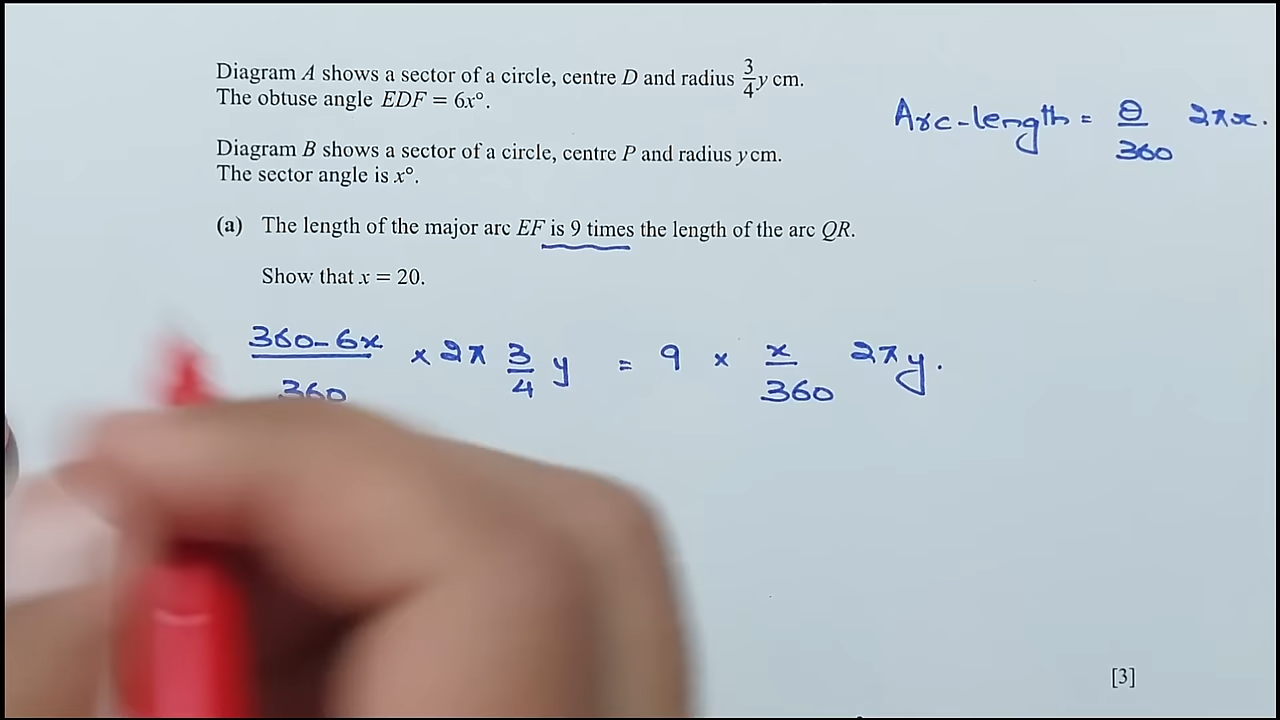 Diagram A shows a sector of a circle, centre D and radius 3/4 y cm.
The obtuse angle EDF = 6x°.
Arc-length = θ/360 2πx.
Diagram B shows a sector of a circle, centre P and radius y cm.
The sector angle is x°.
(a) The length of the major arc EF is 9 times the length of the arc QR.
Show that x = 20.
360-6x/360 × 2π 3/4 y = 9 × x/360 2πy.
[3]